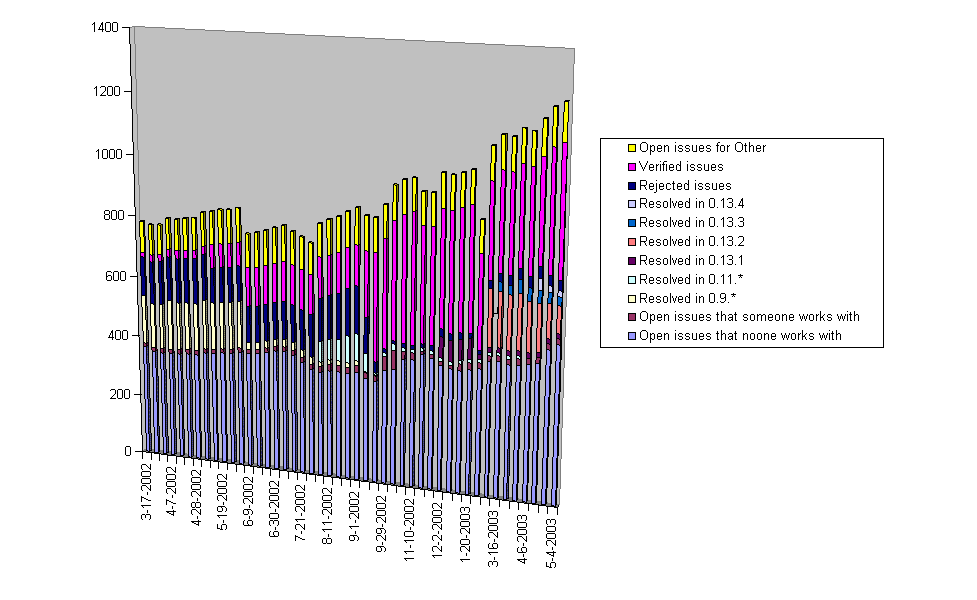 1400
1200
1000
800
600
400
200
0
3-17-2002
4-7-2002
4-28-2002
5-19-2002
6-9-2002
6-30-2002
7-21-2002
8-11-2002
9-1-2002
9-29-2002
11-10-2002
12-2-2002
1-20-2003
3-16-2003
4-6-2003
5-4-2003
Open issues for Other
Verified issues
Rejected issues
Resolved in 0.13.4
Resolved in 0.13.3
Resolved in 0.13.2
Resolved in 0.13.1
Resolved in 0.11.*
Resolved in 0.9.*
Open issues that someone works with
Open issues that noone works with